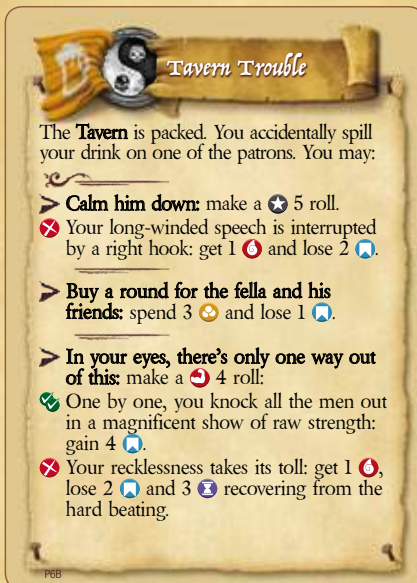 Tavern Trouble
The Tavern is packed. You accidentally spill
your drink on one of the patrons. You may:
Calm him down: make a 5 roll.
Your long-winded speech is interrupted
by a right hook: get 1 and lose 2 .
Buy a round for the fella and his
friends: spend 3 and lose 1 .
In your eyes, there's only one way out
of this: make a 4 roll:
One by one, you knock all the men out
in a magnificent show of raw strength:
gain 4 .
Your recklessness takes its toll: get 1 ,
lose 2 and 3 recovering from the
hard beating.
P6B